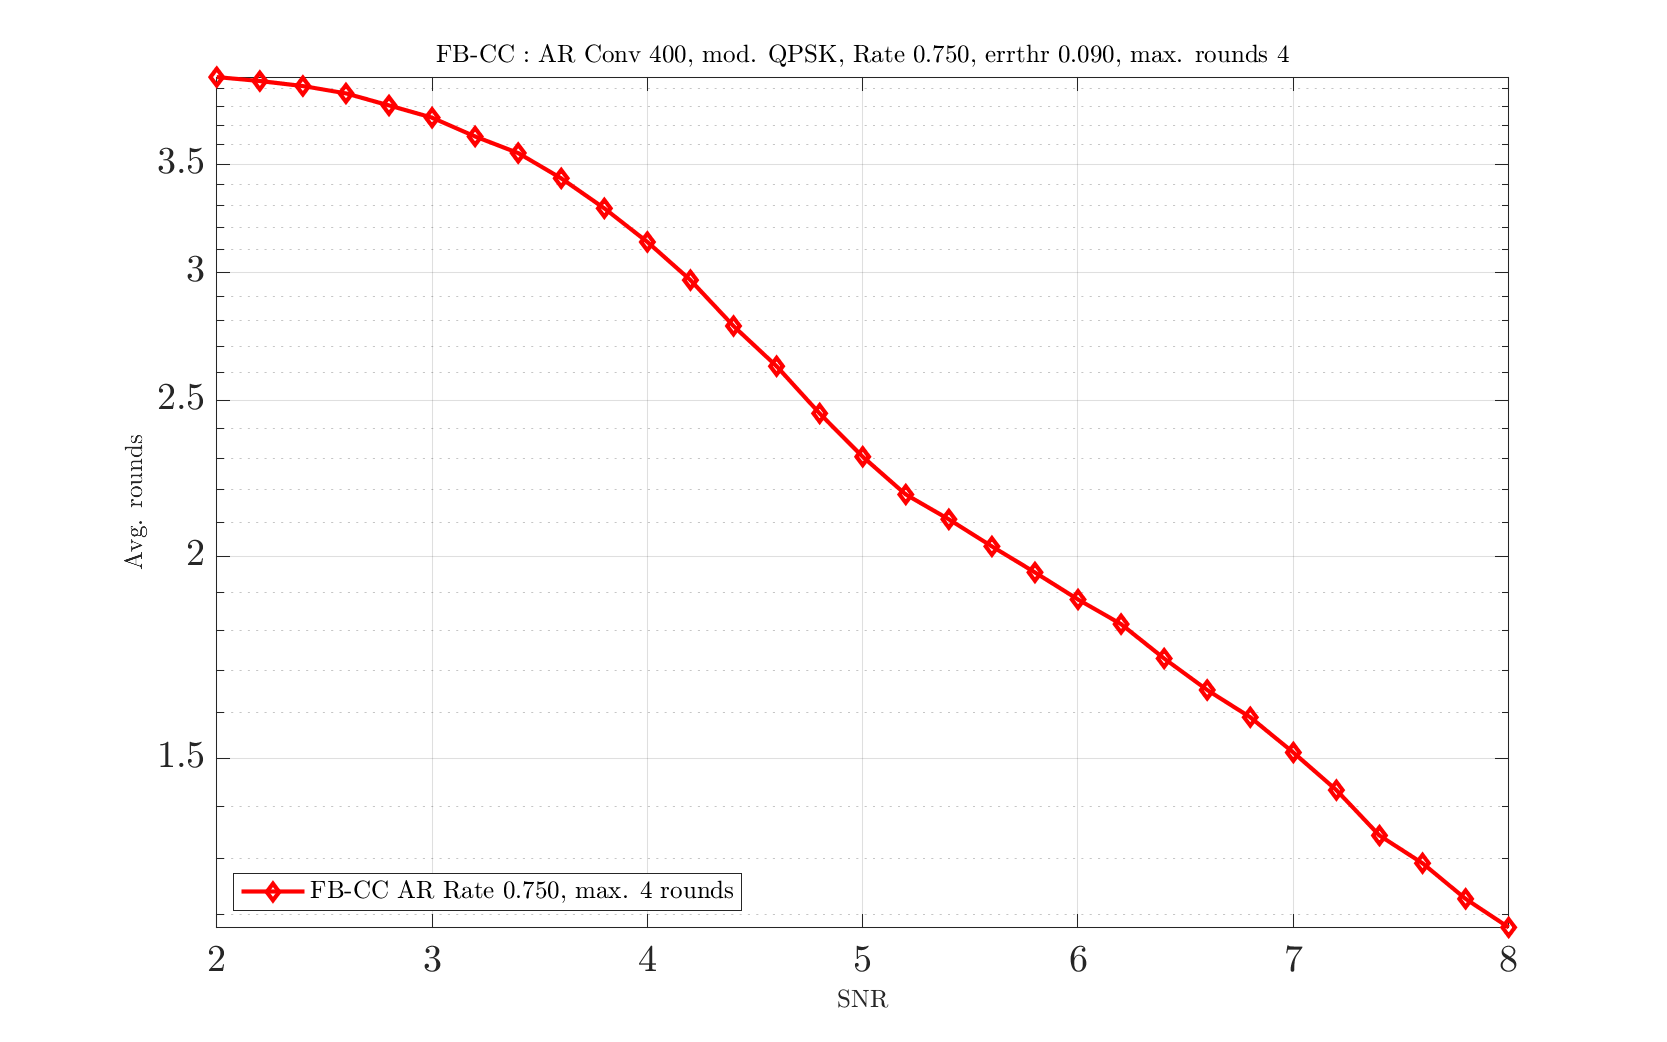 FB-CC : AR Conv 400, mod. QPSK, Rate 0.750, errthr 0.090, max. rounds 4
3.5
3
2.5
2
1.5
Avg. rounds
FB-CC AR Rate 0.750, max. 4 rounds
2 3 4 5 6 7 8
SNR